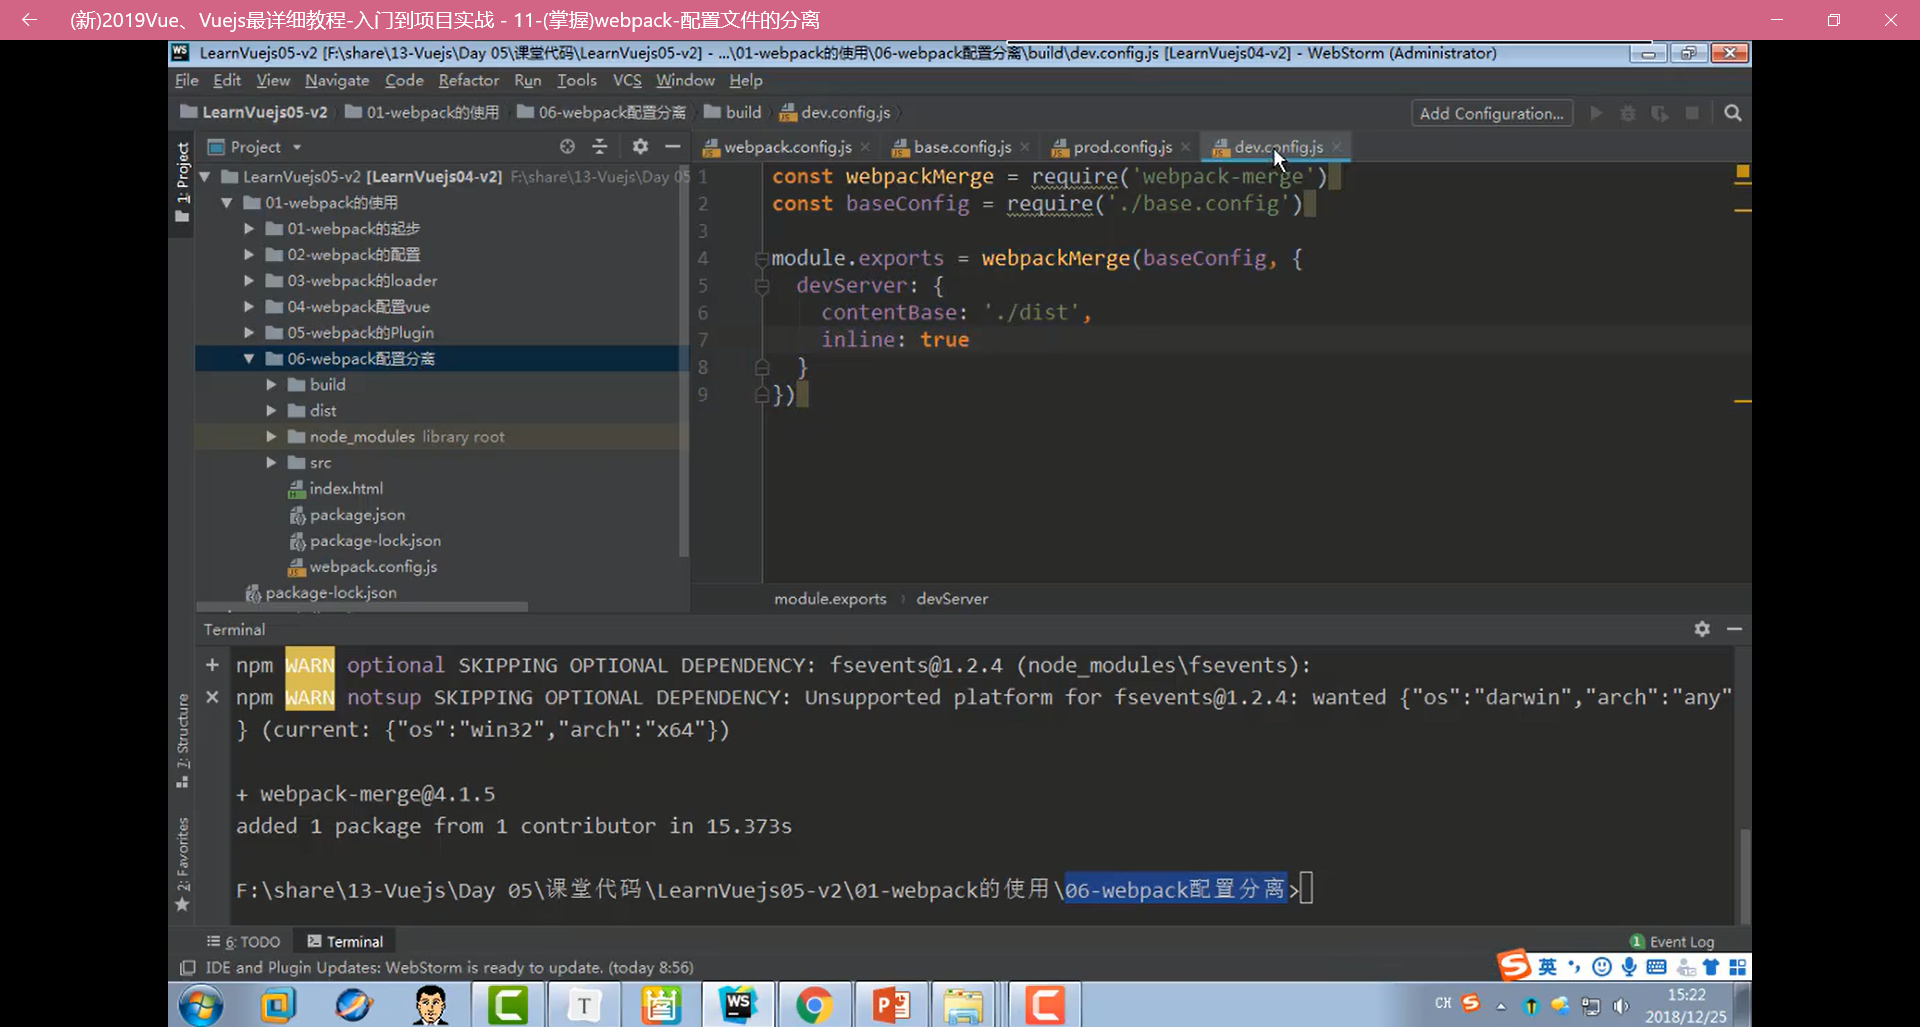 (新)2019Vue、Vuejs最详细教程-入门到项目实战 - 11-(掌握)webpack-配置文件的分离
LearnVuejs05-v2 [F:\share\13-Vuejs\Day 05\课堂代码\LearnVuejs05-v2] - ...\01-webpack的使用\06-webpack配置分离\build\dev.config.js [LearnVuejs04-v2] - WebStorm (Administrator)
File Edit View Navigate Code Refactor Run Tools VCS Window Help
LearnVuejs05-v2 01-webpack的使用 06-webpack配置分离 build dev.config.js
Add Configuration...
1: Project
Project
webpack.config.js base.config.js prod.config.js dev.config.js
LearnVuejs05-v2 [LearnVuejs04-v2] F:\share\13-Vuejs\Day 05
01-webpack的使用
01-webpack的起步
02-webpack的配置
03-webpack的loader
04-webpack配置vue
05-webpack的Plugin
06-webpack配置分离
build
dist
node_modules library root
src
index.html
package.json
package-lock.json
webpack.config.js
package-lock.json
1 const webpackMerge = require('webpack-merge')
2 const baseConfig = require('./base.config')
3
4 module.exports = webpackMerge(baseConfig, {
5 devServer: {
6 contentBase: './dist',
7 inline: true
8 }
9 })
module.exports › devServer
Terminal
npm WARN optional SKIPPING OPTIONAL DEPENDENCY: fsevents@1.2.4 (node_modules\fsevents):
npm WARN notsup SKIPPING OPTIONAL DEPENDENCY: Unsupported platform for fsevents@1.2.4: wanted {"os":"darwin","arch":"any"
} (current: {"os":"win32","arch":"x64"})
+ webpack-merge@4.1.5
added 1 package from 1 contributor in 15.373s
F:\share\13-Vuejs\Day 05\课堂代码\LearnVuejs05-v2\01-webpack的使用\06-webpack配置分离>
7: Structure
2: Favorites
6: TODO Terminal
1 Event Log
IDE and Plugin Updates: WebStorm is ready to update. (today 8:56)
英
CH
15:22
2018/12/25